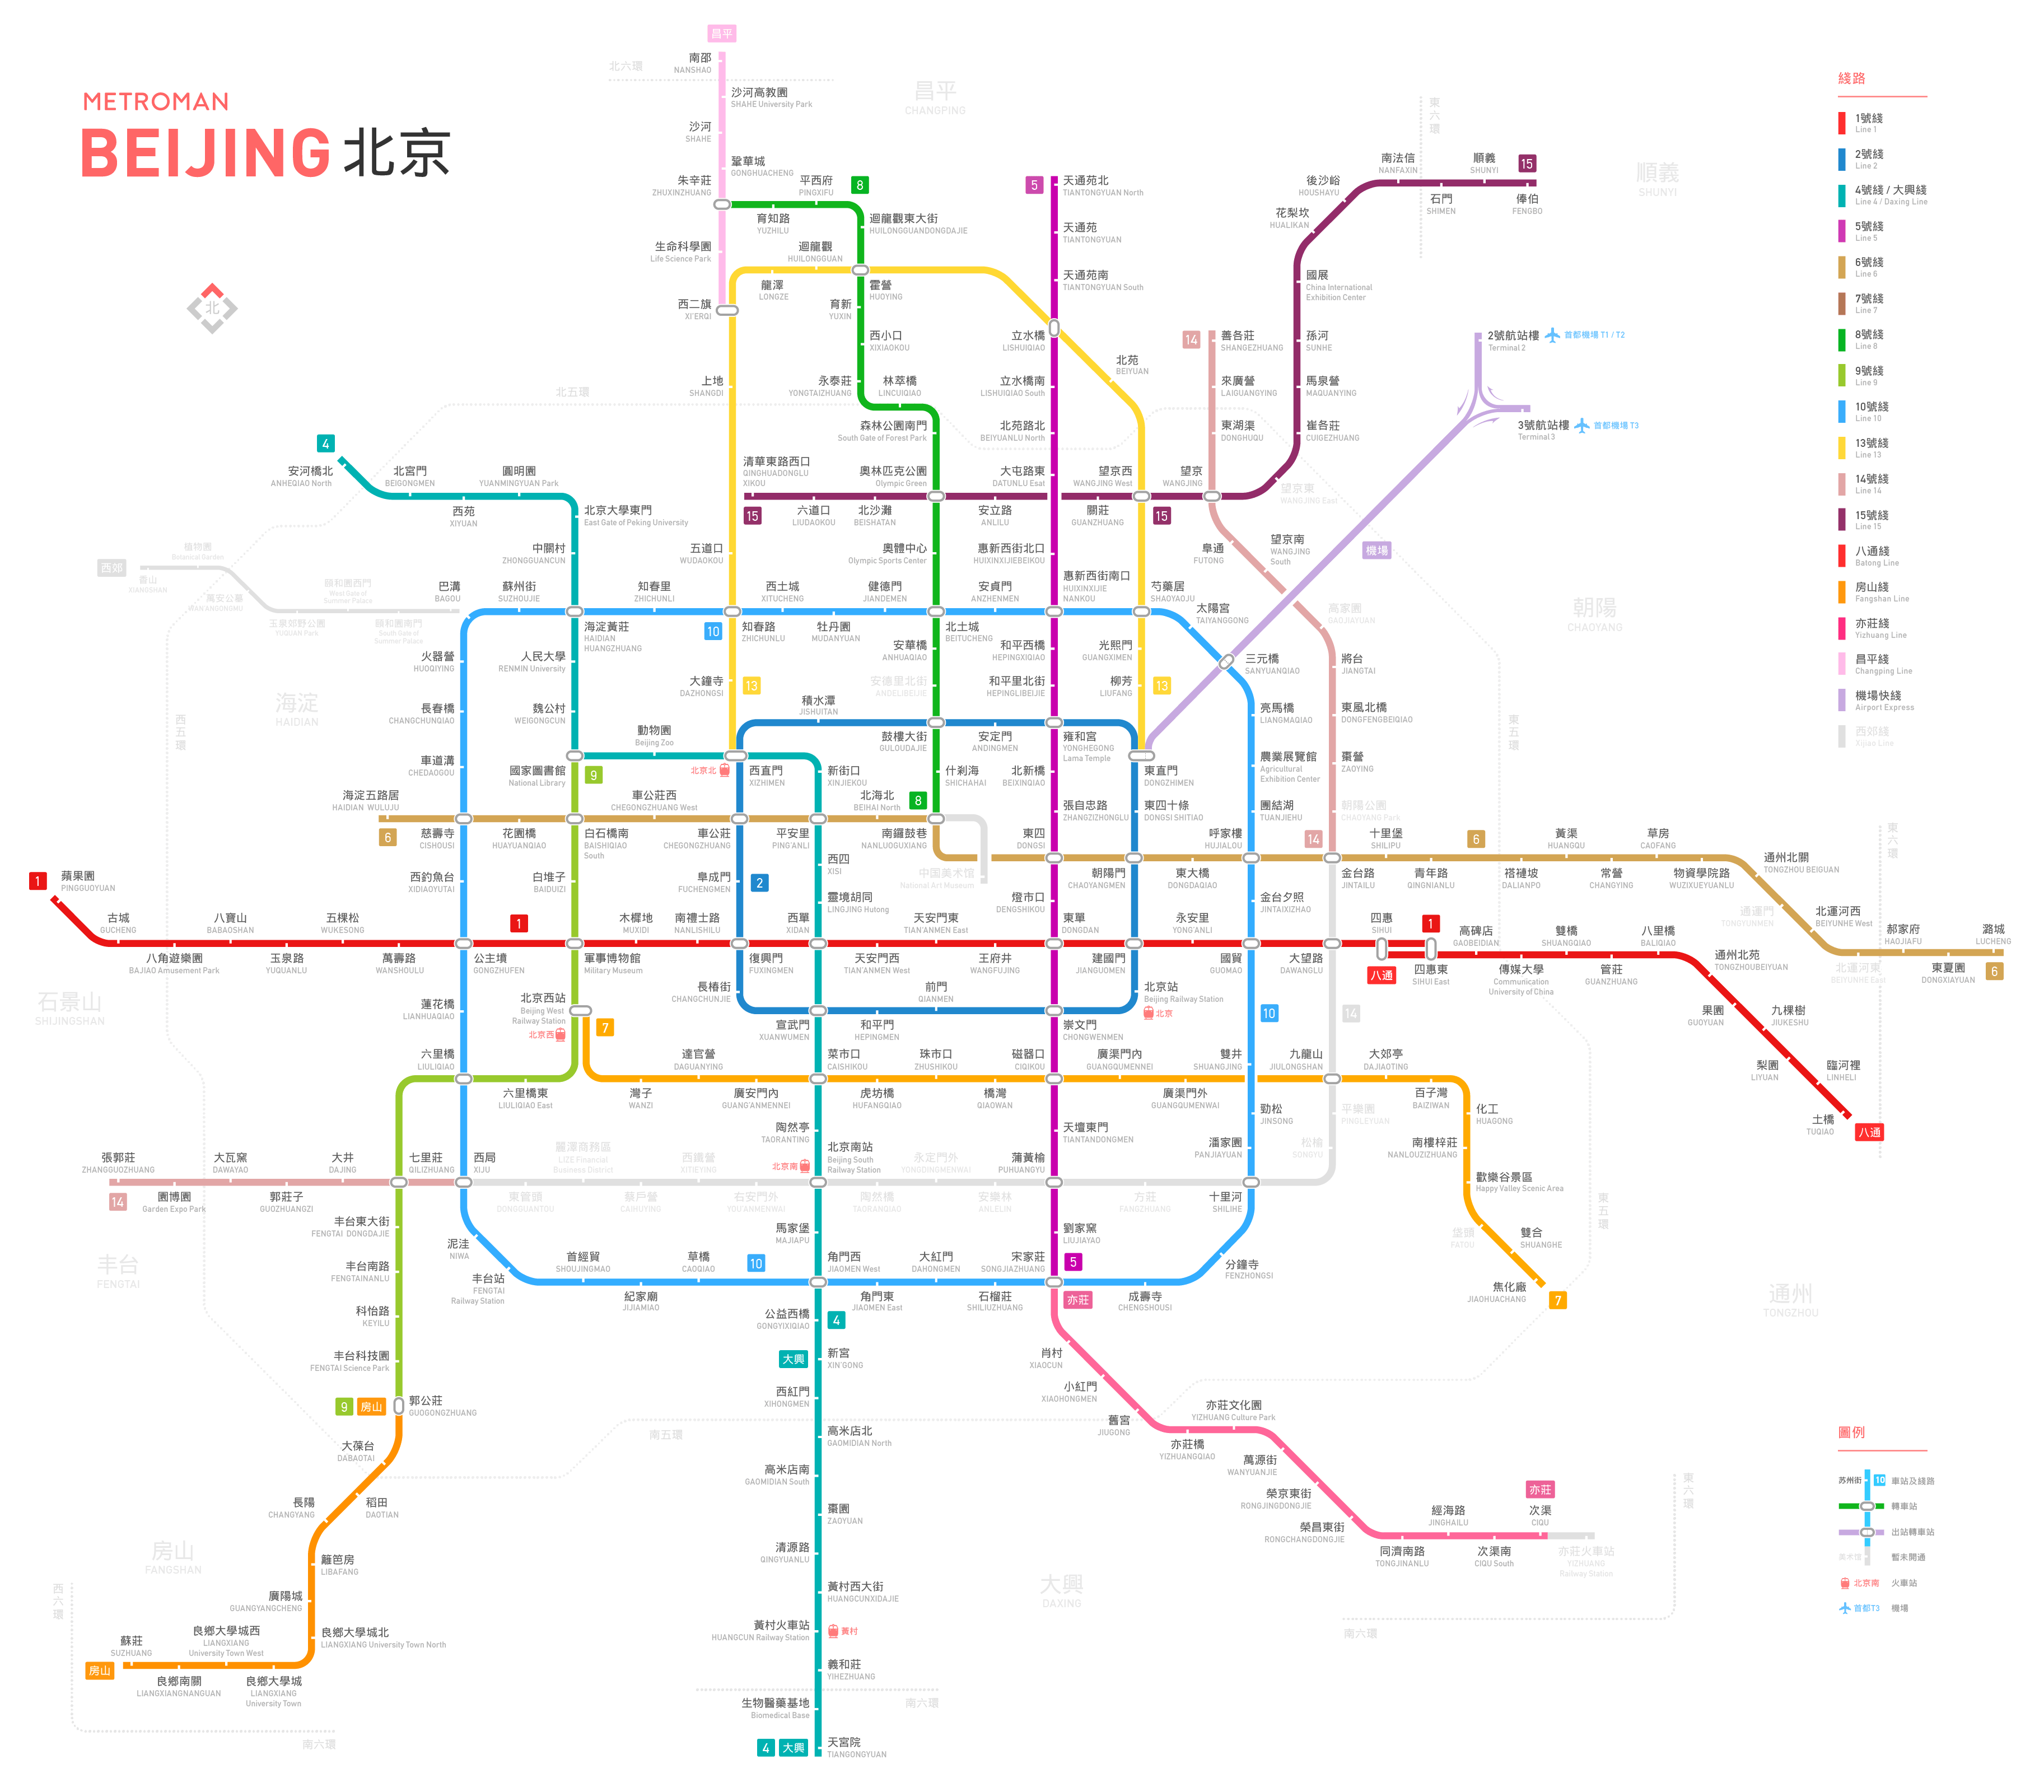 METROMAN
BEIJING 北京
北
昌平
南邵
NANSHAO
北六環
沙河高教園
SHAHE University Park
沙河
SHAHE
鞏華城
GONGHUACHENG
朱辛莊
ZHUXINZHUANG
生命科學園
Life Science Park
西二旗
XI'ERQI
昌平
CHANGPING
平西府
PINGXIFU
8
育知路
YUZHILU
迴龍觀東大街
HUILONGGUANDONGDAJIE
迴龍觀
HUILONGGUAN
龍澤
LONGZE
霍營
HUOYING
育新
YUXIN
西小口
XIXIAOKOU
永泰莊
YONGTAIZHUANG
林萃橋
LINCUIQIAO
森林公園南門
South Gate of Forest Park
上地
SHANGDI
北五環
5
天通苑北
TIANTONGYUAN North
天通苑
TIANTONGYUAN
天通苑南
TIANTONGYUAN South
立水橋
LISHUIQIAO
立水橋南
LISHUIQIAO South
北苑路北
BEIYUANLU North
北苑
BEIYUAN
大屯路東
DATUNLU Esat
東六環
南法信
NANFAXIN
順義
SHUNYI
15
後沙峪
HOUSHAYU
石門
SHIMEN
俸伯
FENGBO
花梨坎
HUALIKAN
國展
China International
Exhibition Center
孫河
SUNHE
馬泉營
MAQUANYING
崔各莊
CUIGEZHUANG
望京東
WANGJING East
順義
SHUNYI
14
善各莊
SHANGEZHUANG
來廣營
LAIGUANGYING
東湖渠
DONGHUQU
望京西
WANGJING West
望京
WANGJING
2號航站樓
Terminal 2
首都機場 T1 / T2
3號航站樓
Terminal 3
首都機場 T3
機場
4
安河橋北
ANHEQIAO North
北宮門
BEIGONGMEN
圓明園
YUANMINGYUAN Park
西苑
XIYUAN
北京大學東門
East Gate of Peking University
中關村
ZHONGGUANCUN
清華東路西口
QINGHUADONGLU
XIKOU
15
六道口
LIUDAOKOU
北沙灘
BEISHATAN
奧林匹克公園
Olympic Green
安立路
ANLILU
關莊
GUANZHUANG
15
五道口
WUDAOKOU
奧體中心
Olympic Sports Center
惠新西街北口
HUIXINXIJIEBEIKOU
惠新西街南口
HUIXINXIJIE
NANKOU
芍藥居
SHAOYAOJU
阜通
FUTONG
望京南
WANGJING
South
西郊
植物園
Botanical Garden
香山
XIANGSHAN
萬安公墓
WAN'ANGONGMU
頤和園西門
West Gate of
Summer Palace
玉泉郊野公園
YUQUAN Park
頤和園南門
South Gate of
Summer Palace
巴溝
BAGOU
蘇州街
SUZHOUJIE
知春里
ZHICHUNLI
西土城
XITUCHENG
健德門
JIANDEMEN
安貞門
ANZHENMEN
海淀黃莊
HAIDIAN
HUANGZHUANG
10
知春路
ZHICHUNLU
牡丹園
MUDANYUAN
北土城
BEITUCHENG
太陽宮
TAIYANGGONG
高家園
GAOJIAYUAN
朝陽
CHAOYANG
火器營
HUOQIYING
人民大學
RENMIN University
安華橋
ANHUAQIAO
和平西橋
HEPINGXIQIAO
光熙門
GUANGXIMEN
三元橋
SANYUANQIAO
將台
JIANGTAI
大鐘寺
DAZHONGSI
13
安德里北街
ANDELIBEIJIE
和平里北街
HEPINGLIBEIJIE
柳芳
LIUFANG
13
海淀
HAIDIAN
西五環
長春橋
CHANGCHUNQIAO
魏公村
WEIGONGCUN
積水潭
JISHUITAN
亮馬橋
LIANGMAQIAO
東風北橋
DONGFENGBEIQIAO
東五環
動物園
Beijing Zoo
鼓樓大街
GULOUDAJIE
安定門
ANDINGMEN
雍和宮
YONGHEGONG
Lama Temple
車道溝
CHEDAOGOU
國家圖書館
National Library
9
北京北
西直門
XIZHIMEN
新街口
XINJIEKOU
什刹海
SHICHAHAI
北新橋
BEIXINQIAO
東直門
DONGZHIMEN
農業展覽館
Agricultural
Exhibition Center
棗營
ZAOYING
海淀五路居
HAIDIAN WULUJU
6
車公莊西
CHEGONGZHUANG West
北海北
BEIHAI North
8
張自忠路
ZHANGZIZHONGLU
東四十條
DONGSI SHITIAO
團結湖
TUANJIEHU
朝陽公園
CHAOYANG Park
慈壽寺
CISHOUSI
花園橋
HUAYUANQIAO
白石橋南
BAISHIQIAO
South
車公莊
CHEGONGZHUANG
平安里
PING'ANLI
南鑼鼓巷
NANLUOGUXIANG
東四
DONGSI
呼家樓
HUJIALOU
14
十里堡
SHILIPU
6
黃渠
HUANGQU
草房
CAOFANG
東六環
西四
XISI
中国美术馆
National Art Museum
朝陽門
CHAOYANGMEN
東大橋
DONGDAQIAO
金台路
JINTAILU
青年路
QINGNIANLU
褡褳坡
DALIANPO
常營
CHANGYING
物資學院路
WUZIXUEYUANLU
通州北關
TONGZHOU BEIGUAN
通運門
TONGYUNMEN
北運河西
BEIYUNHE West
北運河東
BEIYUNHE East
郝家府
HAOJIAFU
東夏園
DONGXIAYUAN
潞城
LUCHENG
6
1
蘋果園
PINGGUOYUAN
西釣魚台
XIDIAOYUTAI
白堆子
BAIDUIZI
阜成門
FUCHENGMEN
2
靈境胡同
LINGJING Hutong
燈市口
DENGSHIKOU
金台夕照
JINTAIXIZHAO
古城
GUCHENG
八寶山
BABAOSHAN
五棵松
WUKESONG
1
木樨地
MUXIDI
南禮士路
NANLISHILU
西單
XIDAN
天安門東
TIAN'ANMEN East
東單
DONGDAN
永安里
YONG'ANLI
四惠
SIHUI
1
高碑店
GAOBEIDIAN
雙橋
SHUANGQIAO
八里橋
BALIQIAO
八角遊樂園
BAJIAO Amusement Park
玉泉路
YUQUANLU
萬壽路
WANSHOULU
公主墳
GONGZHUFEN
軍事博物館
Military Museum
復興門
FUXINGMEN
天安門西
TIAN'ANMEN West
王府井
WANGFUJING
建國門
JIANGUOMEN
國貿
GUOMAO
大望路
DAWANGLU
八通
四惠東
SIHUI East
傳媒大學
Communication
University of China
管莊
GUANZHUANG
通州北苑
TONGZHOUBEIYUAN
果園
GUOYUAN
九棵樹
JIUKESHU
梨園
LIYUAN
臨河裡
LINHELI
土橋
TUQIAO
八通
石景山
SHIJINGSHAN
蓮花橋
LIANHUAQIAO
北京西站
Beijing West
Railway Station
北京西
7
長椿街
CHANGCHUNJIE
前門
QIANMEN
北京站
Beijing Railway Station
北京
10
14
宣武門
XUANWUMEN
和平門
HEPINGMEN
崇文門
CHONGWENMEN
六里橋
LIULIQIAO
達官營
DAGUANYING
菜市口
CAISHIKOU
珠市口
ZHUSHIKOU
磁器口
CIQIKOU
廣渠門內
GUANGQUMENNEI
雙井
SHUANGJING
九龍山
JIULONGSHAN
大郊亭
DAJIAOTING
六里橋東
LIULIQIAO East
灣子
WANZI
廣安門內
GUANG'ANMENNEI
虎坊橋
HUFANGQIAO
橋灣
QIAOWAN
廣渠門外
GUANGQUMENWAI
百子灣
BAIZIWAN
化工
HUAGONG
陶然亭
TAORANTING
天壇東門
TIANTANDONGMEN
勁松
JINSONG
平樂園
PINGLEYUAN
南樓梓莊
NANLOUZIZHUANG
張郭莊
ZHANGGUOZHUANG
大瓦窯
DAWAYAO
大井
DAJING
七里莊
QILIZHUANG
西局
XIJU
麗澤商務區
LIZE Financial
Business District
西鐵營
XITIEYING
北京南
北京南站
Beijing South
Railway Station
永定門外
YONGDINGMENWAI
蒲黃榆
PUHUANGYU
潘家園
PANJIAYUAN
松榆
SONGYU
歡樂谷景區
Happy Valley Scenic Area
14
園博園
Garden Expo Park
郭莊子
GUOZHUANGZI
東管頭
DONGGUANTOU
蔡戶營
CAIHUYING
右安門外
YOU'ANMENWAI
陶然橋
TAORANQIAO
安樂林
ANLELIN
方莊
FANGZHUANG
十里河
SHILIHE
東五環
垡頭
FATOU
雙合
SHUANGHE
焦化廠
JIAOHUACHANG
7
丰台
FENGTAI
丰台東大街
FENGTAI DONGDAJIE
泥洼
NIWA
馬家堡
MAJIAPU
劉家窯
LIUJIAYAO
丰台南路
FENGTAINANLU
丰台站
FENGTAI
Railway Station
首經貿
SHOUJINGMAO
草橋
CAOQIAO
10
角門西
JIAOMEN West
大紅門
DAHONGMEN
宋家莊
SONGJIAZHUANG
5
分鐘寺
FENZHONGSI
紀家廟
JIJIAMIAO
角門東
JIAOMEN East
石榴莊
SHILIUZHUANG
亦莊
成壽寺
CHENGSHOUSI
通州
TONGZHOU
科怡路
KEYILU
丰台科技園
FENGTAI Science Park
9
房山
郭公莊
GUOGONGZHUANG
公益西橋
GONGYIXIQIAO
4
大興
新宮
XIN'GONG
西紅門
XIHONGMEN
高米店北
GAOMIDIAN North
高米店南
GAOMIDIAN South
棗園
ZAOYUAN
清源路
QINGYUANLU
黃村西大街
HUANGCUNXIDAJIE
黃村火車站
HUANGCUN Railway Station
黃村
義和莊
YIHEZHUANG
生物醫藥基地
Biomedical Base
4
大興
天宮院
TIANGONGYUAN
南六環
南五環
大興
DAXING
肖村
XIAOCUN
小紅門
XIAOHONGMEN
舊宮
JIUGONG
亦莊橋
YIZHUANGQIAO
亦莊文化園
YIZHUANG Culture Park
萬源街
WANYUANJIE
榮京東街
RONGJINGDONGJIE
榮昌東街
RONGCHANGDONGJIE
同濟南路
TONGJINANLU
經海路
JINGHAILU
次渠南
CIQU South
亦莊
次渠
CIQU
亦莊火車站
YIZHUANG
Railway Station
東六環
南六環
大葆台
DABAOTAI
稻田
DAOTIAN
長陽
CHANGYANG
籬笆房
LIBAFANG
廣陽城
GUANGYANGCHENG
良鄉大學城北
LIANGXIANG University Town North
良鄉大學城
LIANGXIANG
University Town
良鄉大學城西
LIANGXIANG
University Town West
良鄉南關
LIANGXIANGNANGUAN
蘇莊
SUZHUANG
房山
房山
FANGSHAN
西六環
南六環
綫路
1號綫
Line 1
2號綫
Line 2
4號綫 / 大興綫
Line 4 / Daxing Line
5號綫
Line 5
6號綫
Line 6
7號綫
Line 7
8號綫
Line 8
9號綫
Line 9
10號綫
Line 10
13號綫
Line 13
14號綫
Line 14
15號綫
Line 15
八通綫
Batong Line
房山綫
Fangshan Line
亦莊綫
Yizhuang Line
昌平綫
Changping Line
機場快綫
Airport Express
西郊綫
Xijiao Line
圖例
苏州街
10
車站及綫路
轉車站
出站轉車站
美术馆
暫未開通
北京南
火車站
首都T3
機場